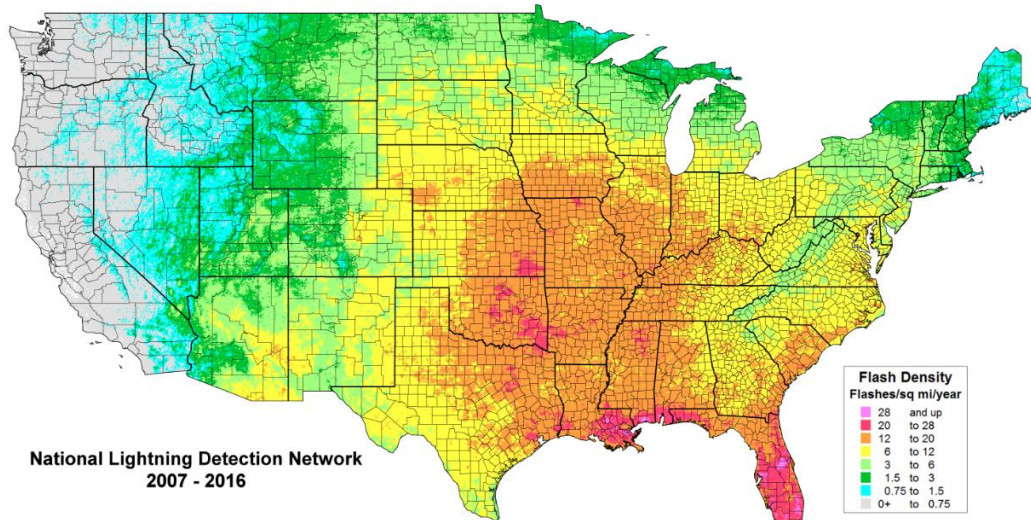 National Lightning Detection Network
2007 - 2016
Flash Density
Flashes/sq mi/year
28 and up
20 to 28
12 to 20
6 to 12
3 to 6
1.5 to 3
0.75 to 1.5
0+ to 0.75